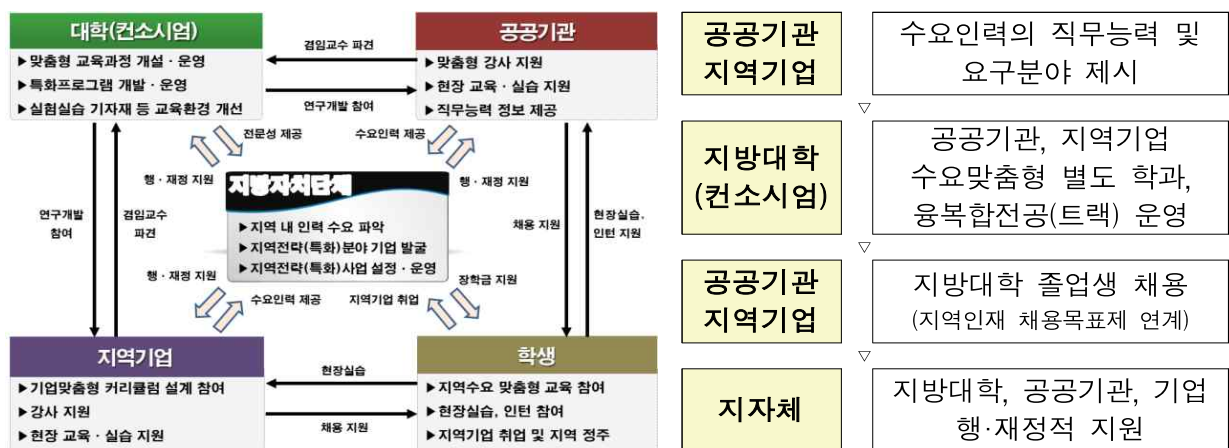 대학(컨소시엄)
▶맞춤형 교육과정 개설 · 운영
▶특화프로그램 개발 · 운영
▶실험실습 기자재 등 교육환경 개선
겸임교수 파견
연구개발 참여
공공기관
▶맞춤형 강사 지원
▶현장 교육 · 실습 지원
▶직무능력 정보 제공
전문성 제공
수요인력 제공
행 · 재정 지원
행 · 재정 지원
연구개발
참여
겸임교수
파견
지방자치단체
▶지역 내 인력 수요 파악
▶지역전략(특화)분야 기업 발굴
▶지역전략(특화)사업 설정 · 운영
채용 지원
현장실습,
인턴 지원
행 · 재정 지원
수요인력 제공
지역기업 취업
장학금 지원
지역기업
▶기업맞춤형 커리큘럼 설계 참여
▶강사 지원
▶현장 교육 · 실습 지원
현장실습
채용 지원
학생
▶지역수요 맞춤형 교육 참여
▶현장실습, 인턴 참여
▶지역기업 취업 및 지역 정주
공공기관
지역기업
수요인력의 직무능력 및
요구분야 제시
▽
지방대학
(컨소시엄)
공공기관, 지역기업
수요맞춤형 별도 학과,
융복합전공(트랙) 운영
▽
공공기관
지역기업
지방대학 졸업생 채용
(지역인재 채용목표제 연계)
▽
지자체
지방대학, 공공기관, 기업
행·재정적 지원